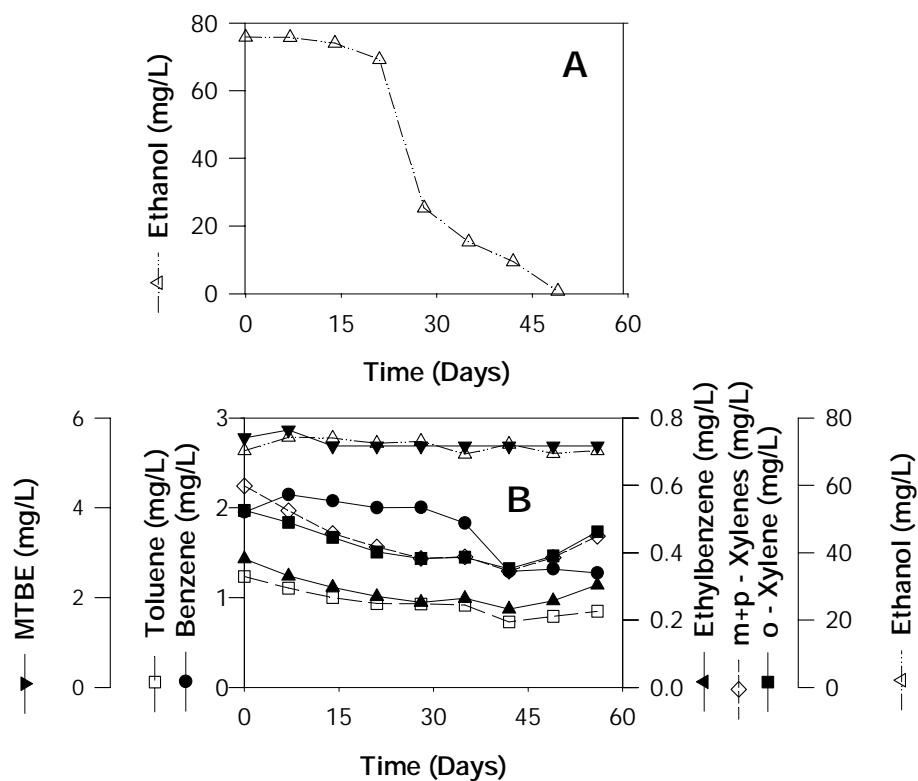 80
60
40
20
0
Ethanol (mg/L)
A
0 15 30 45 60
Time (Days)
6
4
2
0
MTBE (mg/L)
3
2
1
0
Toluene (mg/L)
Benzene (mg/L)
B
0.8
0.6
0.4
0.2
0.0
Ethylbenzene (mg/L)
m+p - Xylenes (mg/L)
o - Xylene (mg/L)
80
60
40
20
0
Ethanol (mg/L)
0 15 30 45 60
Time (Days)